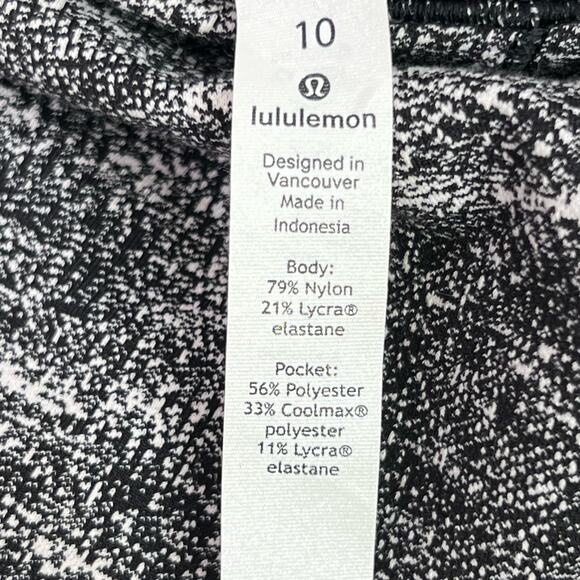 10
lululemon
Designed in
Vancouver
Made in
Indonesia
Body:
79% Nylon
21% Lycra®
elastane
Pocket:
56% Polyester
33% Coolmax®
polyester
11% Lycra®
elastane